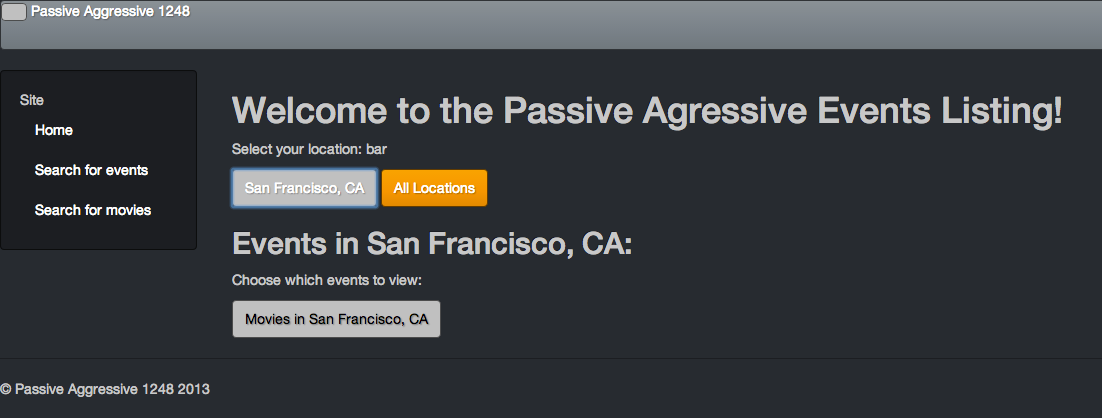 Passive Aggressive 1248
Site
Home
Search for events
Search for movies
Welcome to the Passive Agressive Events Listing!
Select your location: bar
San Francisco, CA
All Locations
Events in San Francisco, CA:
Choose which events to view:
Movies in San Francisco, CA
© Passive Aggressive 1248 2013